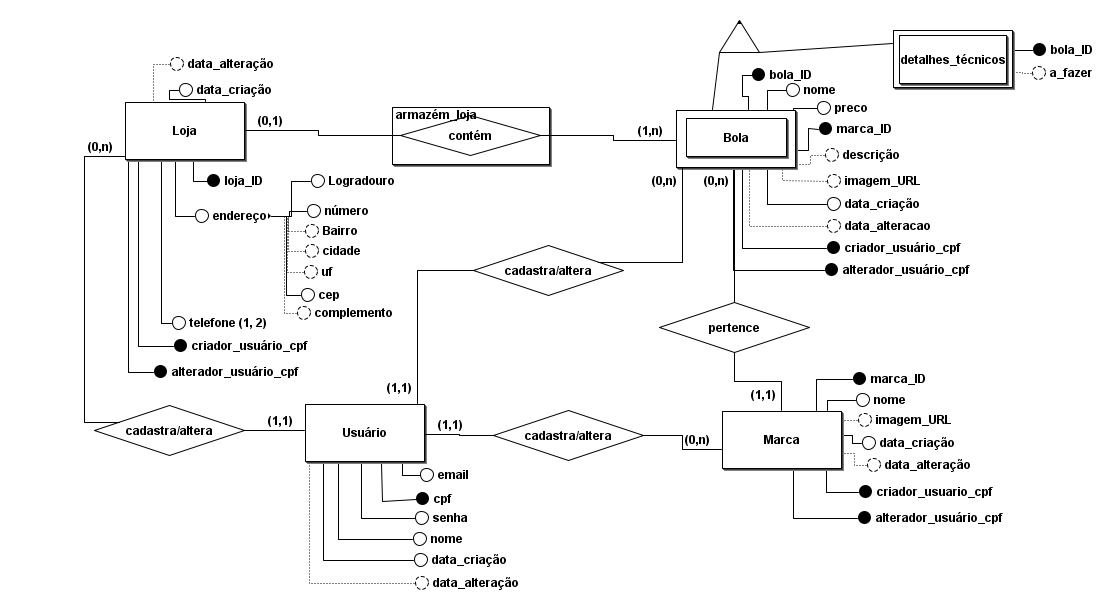 data_alteração
data_criação
Loja
(0,1)
(0,n)
loja_ID
endereço
Logradouro
número
Bairro
cidade
uf
cep
complemento
telefone (1, 2)
criador_usuário_cpf
alterador_usuário_cpf
armazém_loja
contém
(1,n)
detalhes_técnicos
bola_ID
a_fazer
bola_ID
nome
preco
Bola
marca_ID
descrição
(0,n)
(0,n)
imagem_URL
data_criação
data_alteracao
criador_usuário_cpf
alterador_usuário_cpf
cadastra/altera
pertence
(1,1)
(1,1)
cadastra/altera
(1,1)
Usuário
(1,1)
cadastra/altera
(0,n)
Marca
marca_ID
nome
imagem_URL
data_criação
data_alteração
criador_usuario_cpf
alterador_usuário_cpf
email
cpf
senha
nome
data_criação
data_alteração